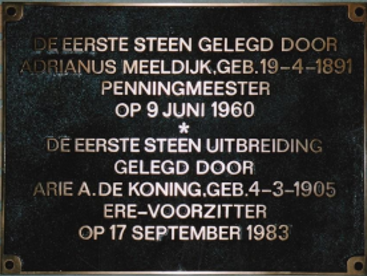 DE EERSTE STEEN GELEGD DOOR
ADRIANUS MEELDIJK,GEB.19-4-1891
PENNINGMEESTER
OP 9 JUNI 1960
*
DE EERSTE STEEN UITBREIDING
GELEGD DOOR
ARIE A.DE KONING,GEB.4-3-1905
ERE-VOORZITTER
OP 17 SEPTEMBER 1983